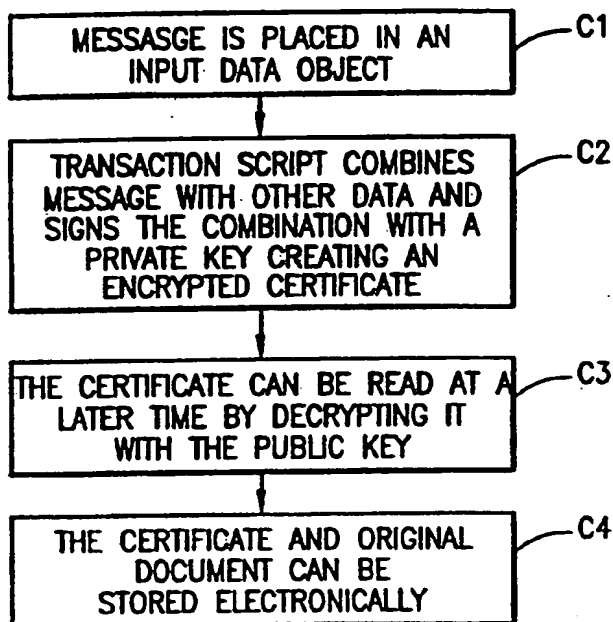 MESSASGE IS PLACED IN AN
INPUT DATA OBJECT
C1
TRANSACTION SCRIPT COMBINES
MESSAGE WITH OTHER DATA AND
SIGNS THE COMBINATION WITH A
PRIVATE KEY CREATING AN
ENCRYPTED CERTIFICATE
C2
THE CERTIFICATE CAN BE READ AT A
LATER TIME BY DECRYPTING IT
WITH THE PUBLIC KEY
C3
THE CERTIFICATE AND ORIGINAL
DOCUMENT CAN BE
STORED ELECTRONICALLY
C4